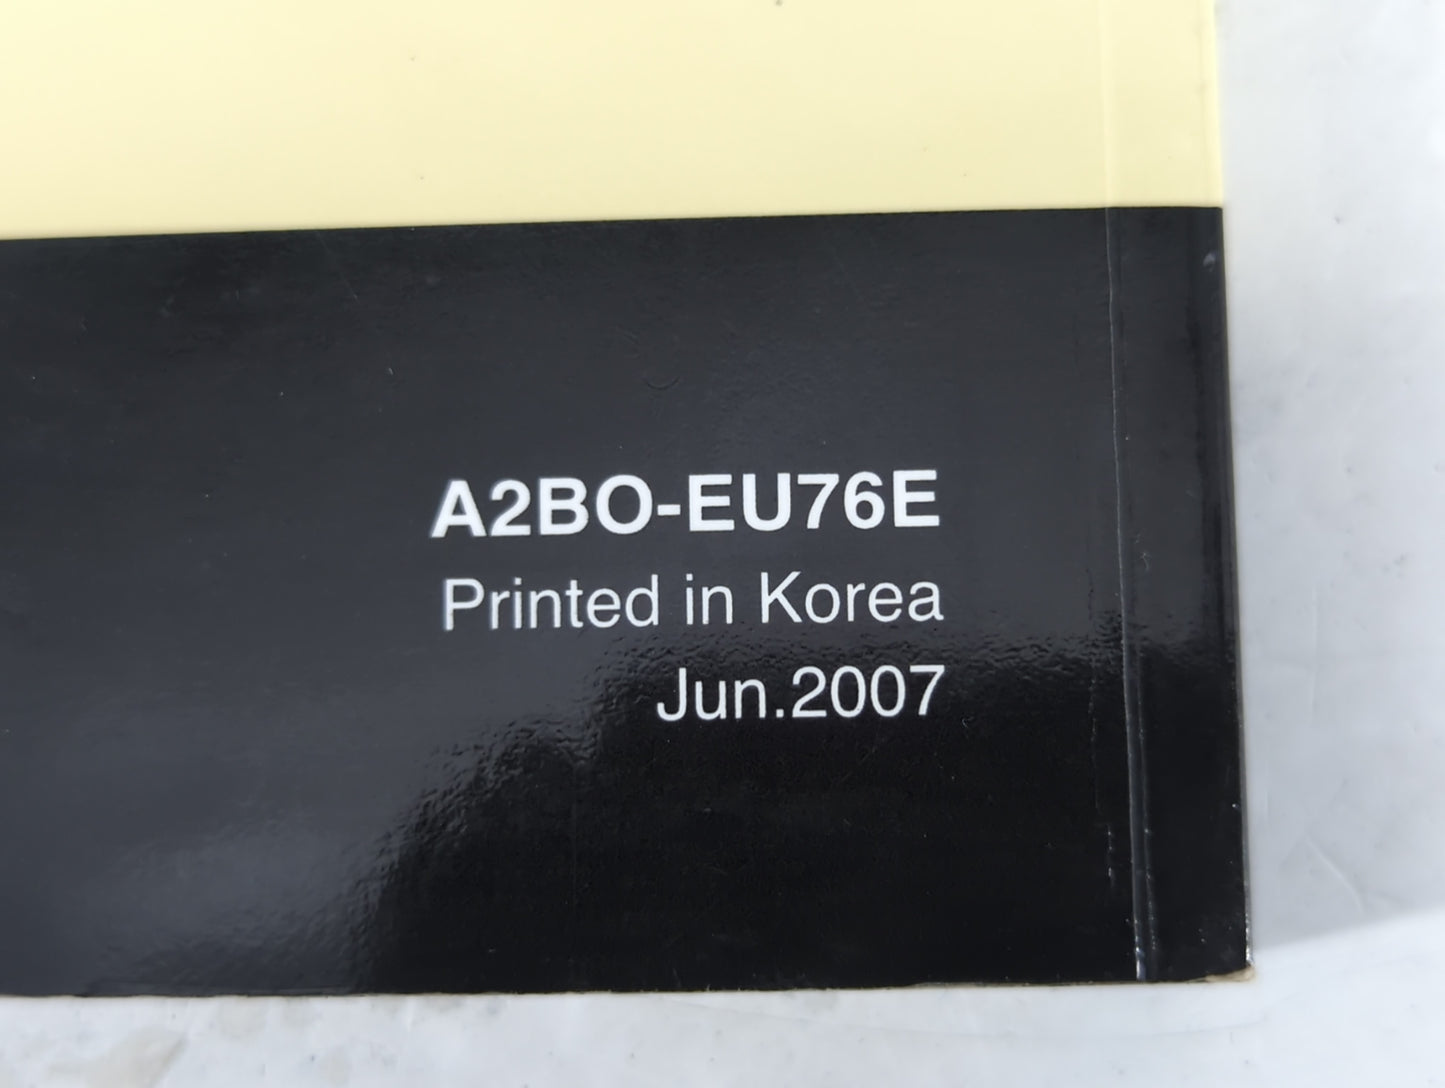 A2BO-EU76E
Printed in Korea
Jun.2007